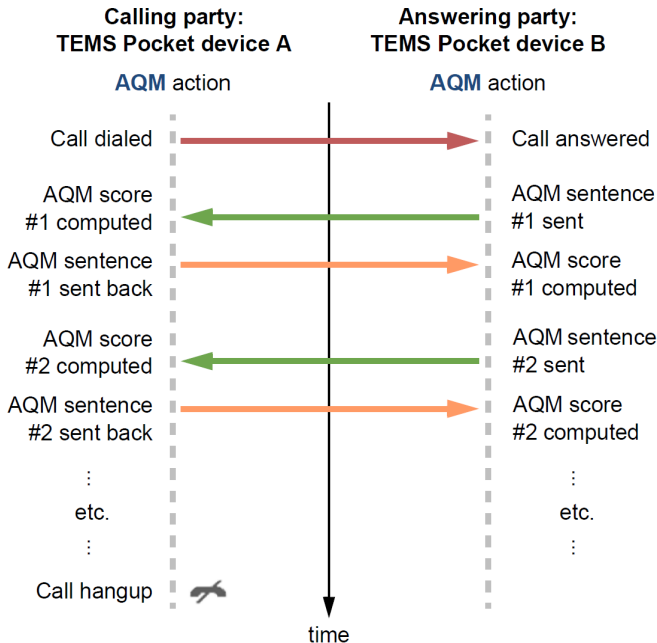 Calling party:
TEMS Pocket device A
Answering party:
TEMS Pocket device B
AQM action
AQM action
Call dialed
Call answered
AQM score
#1 computed
AQM sentence
#1 sent
AQM sentence
#1 sent back
AQM score
#1 computed
AQM score
#2 computed
AQM sentence
#2 sent
AQM sentence
#2 sent back
AQM score
#2 computed
⋮
etc.
⋮
⋮
etc.
⋮
Call hangup
time